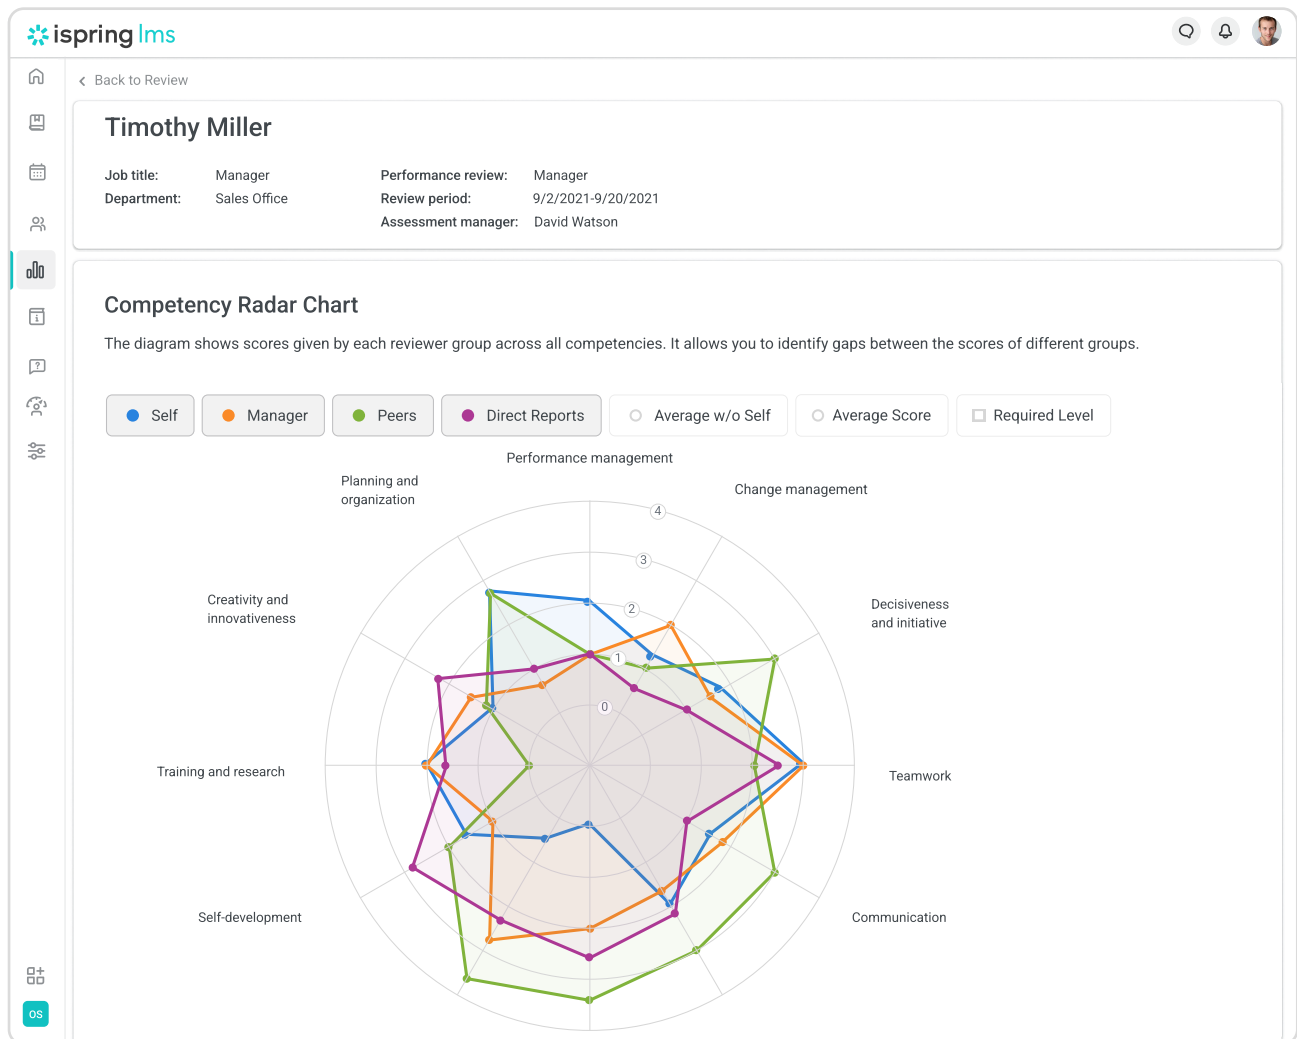 ispring lms
Back to Review
Timothy Miller
Job title: Manager
Department: Sales Office
Performance review: Manager
Review period: 9/2/2021-9/20/2021
Assessment manager: David Watson
Competency Radar Chart
The diagram shows scores given by each reviewer group across all competencies. It allows you to identify gaps between the scores of different groups.
Self
Manager
Peers
Direct Reports
Average w/o Self
Average Score
Required Level
Performance management
Planning and
organization
Change management
4
3
2
1
0
Creativity and
innovativeness
Decisiveness
and initiative
Training and research
Teamwork
Self-development
Communication
OS